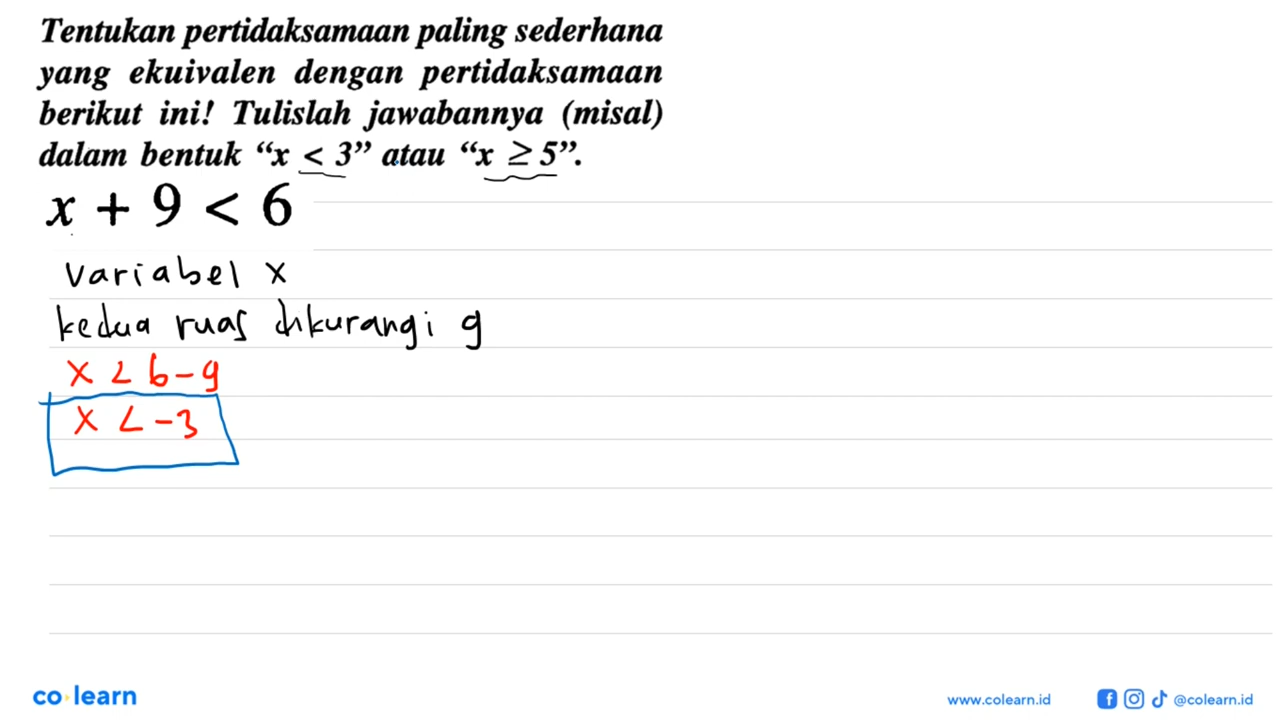 Tentukan pertidaksamaan paling sederhana
yang ekuivalen dengan pertidaksamaan
berikut ini! Tulislah jawabannya (misal)
dalam bentuk “x < 3” atau “x ≥ 5”.
x + 9 < 6
variabel x
kedua ruas dikurangi 9
x < 6 - 9
x < -3
co learn
www.colearn.id
@colearn.id